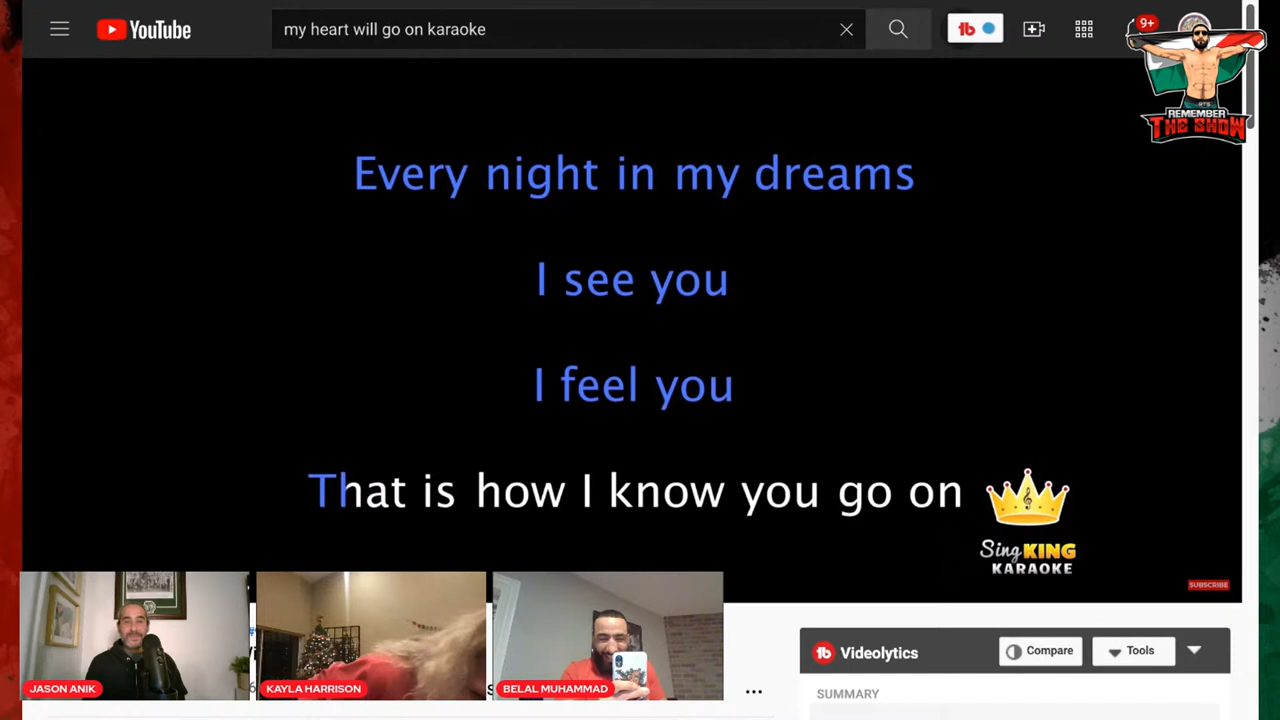 YouTube
my heart will go on karaoke
9+
RTS
REMEMBER
THE SHOW
Every night in my dreams
I see you
I feel you
That is how I know you go on
Sing KING
KARAOKE
SUBSCRIBE
JASON ANIK
KAYLA HARRISON
BELAL MUHAMMAD
Videolytics
Compare
Tools
SUMMARY